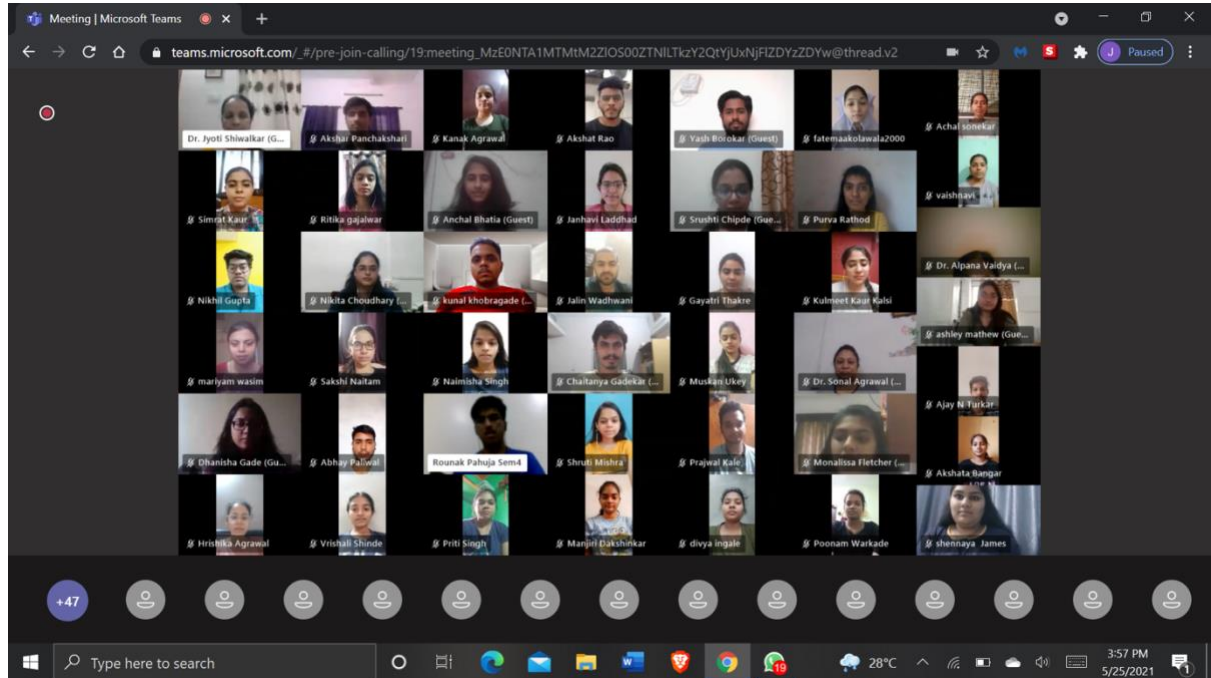 Meeting | Microsoft Teams
teams.microsoft.com/_#/pre-join-calling/19:meeting_MzE0NTA1MTMtM2ZlOS00ZTNlLTkzY2QtYjUxNjFlZDYzZDYw@thread.v2
S
J Paused
Dr. Jyoti Shiwalkar (G...
Akshar Panchakshari
Kanak Agrawal
Akshat Rao
Yash Borokar (Guest)
fatemaakolawala2000
Achal sonekar
Simrat Kaur
Ritika gajalwar
Anchal Bhatia (Guest)
Janhavi Laddhad
Srushti Chipde (Gue...
Purva Rathod
vaishnavi
Nikhil Gupta
Nikita Choudhary (...
kunal khobragade (...
Jalin Wadhwani
Gayatri Thakre
Kulmeet Kaur Kalsi
Dr. Alpana Vaidya (...
ashley mathew (Gue...
mariyam wasim
Sakshi Naitam
Naimisha Singh
Chaitanya Gadekar (...
Muskan Ukey
Dr. Sonal Agrawal (...
Ajay N Turkar
Dhanisha Gade (Gu...
Abhay Paliwal
Rounak Pahuja Sem4
Shruti Mishra
Prajwal Kale
Monalissa Fletcher (...
Akshata Bangar
Hrishika Agrawal
Vrishali Shinde
Priti Singh
Manjiri Dakshinkar
divya ingale
Poonam Warkade
shennaya James
+47
Type here to search
19
28°C
3:57 PM
5/25/2021
1